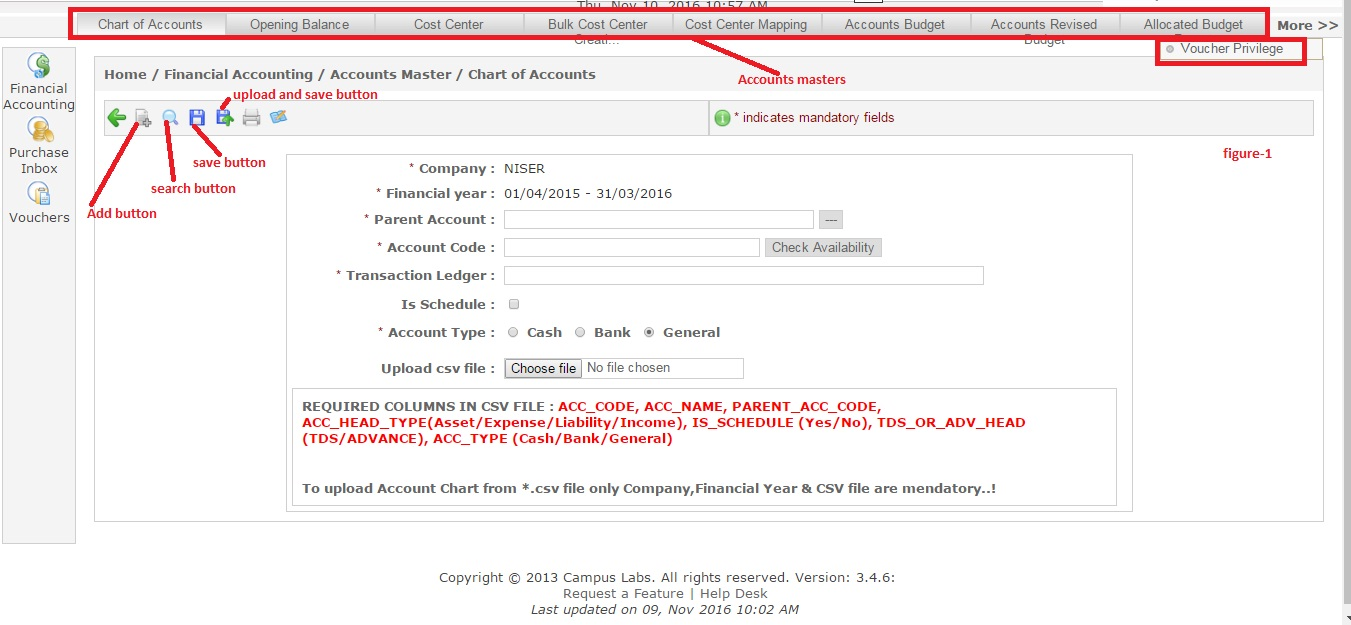 Thu, Nov 10, 2016 10:57 AM
Chart of Accounts Opening Balance Cost Center Bulk Cost Center Cost Center Mapping Accounts Budget Accounts Revised Allocated Budget More >>
Creati... Budget
Voucher Privilege
Financial
Accounting
Purchase
Inbox
Vouchers
Home / Financial Accounting / Accounts Master / Chart of Accounts
Accounts masters
upload and save button
* indicates mandatory fields
save button
search button
Add button
figure-1
* Company : NISER
* Financial year : 01/04/2015 - 31/03/2016
* Parent Account : ---
* Account Code : Check Availability
* Transaction Ledger :
Is Schedule :
* Account Type : Cash Bank General
Upload csv file : Choose file No file chosen
REQUIRED COLUMNS IN CSV FILE : ACC_CODE, ACC_NAME, PARENT_ACC_CODE,
ACC_HEAD_TYPE(Asset/Expense/Liability/Income), IS_SCHEDULE (Yes/No), TDS_OR_ADV_HEAD
(TDS/ADVANCE), ACC_TYPE (Cash/Bank/General)
To upload Account Chart from *.csv file only Company,Financial Year & CSV file are mendatory..!
Copyright © 2013 Campus Labs. All rights reserved. Version: 3.4.6:
Request a Feature | Help Desk
Last updated on 09, Nov 2016 10:02 AM